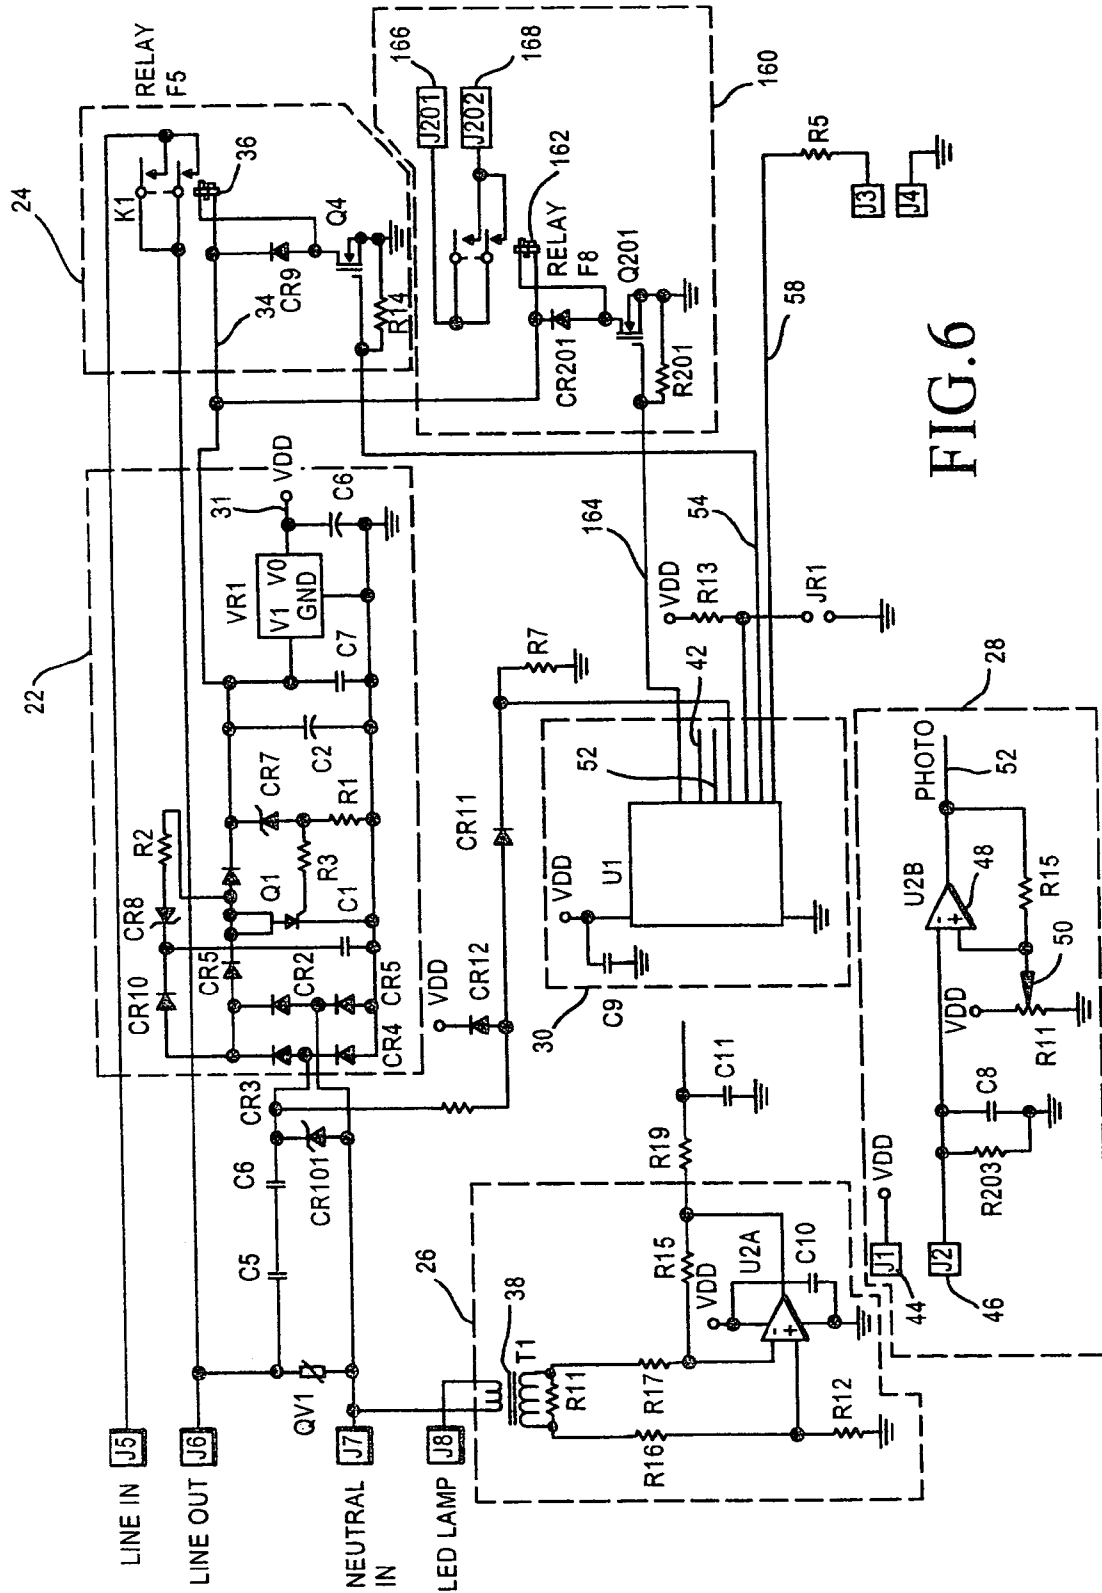 LINE IN
J5
LINE OUT
J6
NEUTRAL
IN
J7
LED LAMP
J8
QV1
C5
C6
CR101
CR3
22
CR10
CR8
R2
CR5
CR2
CR4
CR5
Q1
C1
R3
CR7
R1
C2
C7
VR1
V1
V0
GND
31
VDD
C6
24
K1
RELAY
F5
36
34
CR9
Q4
R14
166
J201
J202
168
162
RELAY
F8
CR201
Q201
R201
160
VDD
CR12
CR11
R7
30
C9
VDD
U1
52
42
164
VDD
R13
JR1
54
58
R5
J3
J4
26
38
T1
R11
R16
R17
R12
R15
VDD
U2A
C10
R19
C11
28
J1
44
VDD
J2
46
R203
C8
VDD
R11
50
R15
48
U2B
PHOTO
52
FIG.6